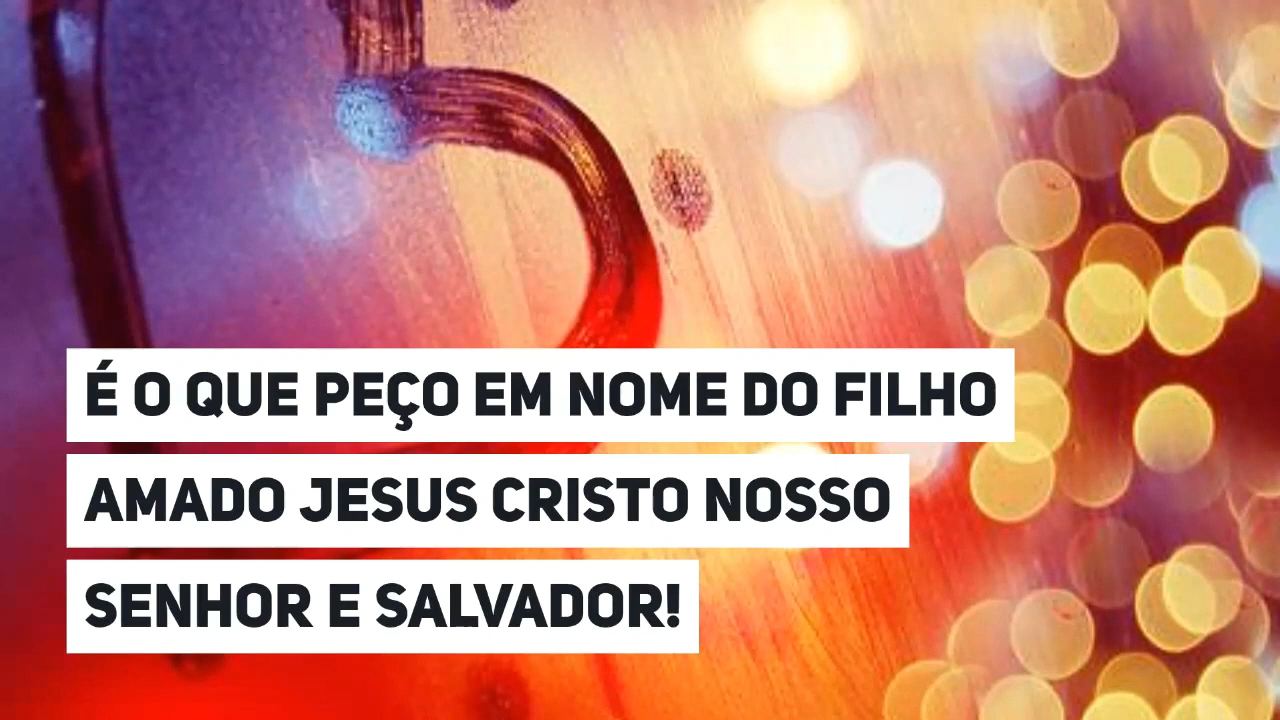 É O QUE PEÇO EM NOME DO FILHO
AMADO JESUS CRISTO NOSSO
SENHOR E SALVADOR!